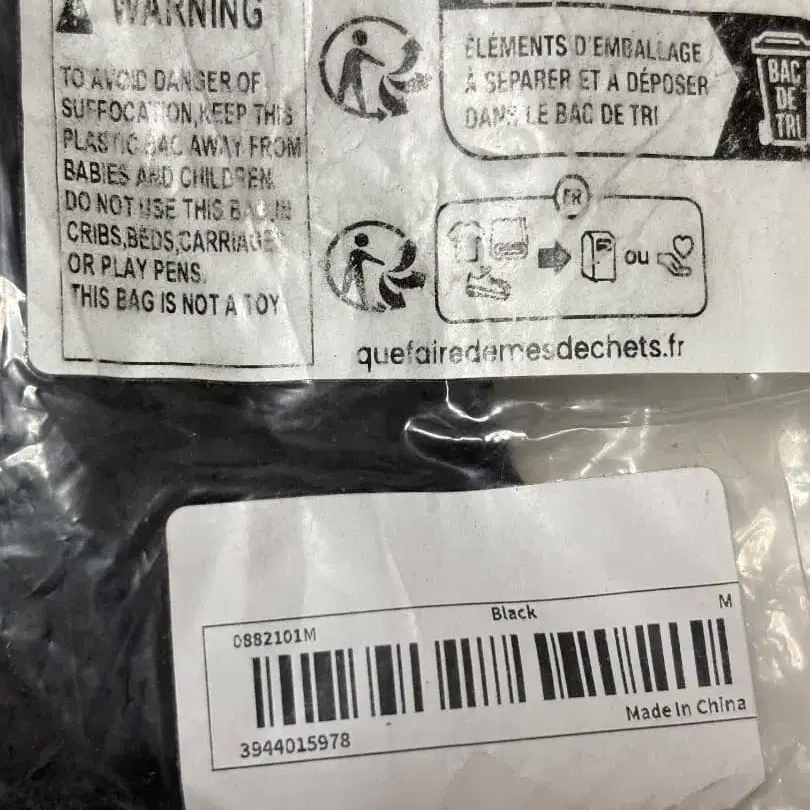 WARNING
TO AVOID DANGER OF
SUFFOCATION,KEEP THIS
PLASTIC BAG AWAY FROM
BABIES AND CHILDREN.
DO NOT USE THIS BAG IN
CRIBS,BEDS,CARRIAGES
OR PLAY PENS.
THIS BAG IS NOT A TOY
ÉLÉMENTS D'EMBALLAGE
À SÉPARER ET À DÉPOSER
DANS LE BAC DE TRI
BAC
DE
TRI
FR
ou
quefairedemesdechets.fr
0882101M
Black
M
3944015978
Made In China